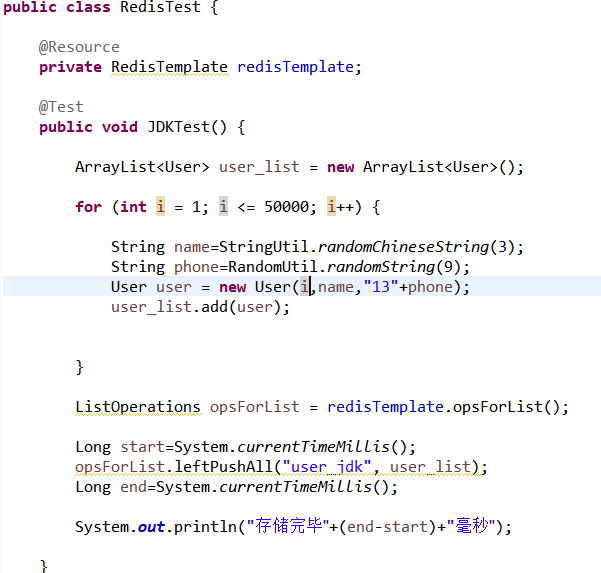 public class RedisTest {
@Resource
private RedisTemplate redisTemplate;
@Test
public void JDKTest() {
ArrayList<User> user_list = new ArrayList<User>();
for (int i = 1; i <= 50000; i++) {
String name=StringUtil.randomChineseString(3);
String phone=RandomUtil.randomString(9);
User user = new User(i,name,"13"+phone);
user_list.add(user);
}
ListOperations opsForList = redisTemplate.opsForList();
Long start=System.currentTimeMillis();
opsForList.leftPushAll("user_jdk", user_list);
Long end=System.currentTimeMillis();
System.out.println("存储完毕"+(end-start)+"毫秒");
}